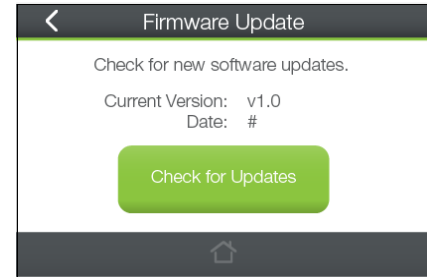 Firmware Update
Check for new software updates.
Current Version: v1.0
Date: #
Check for Updates